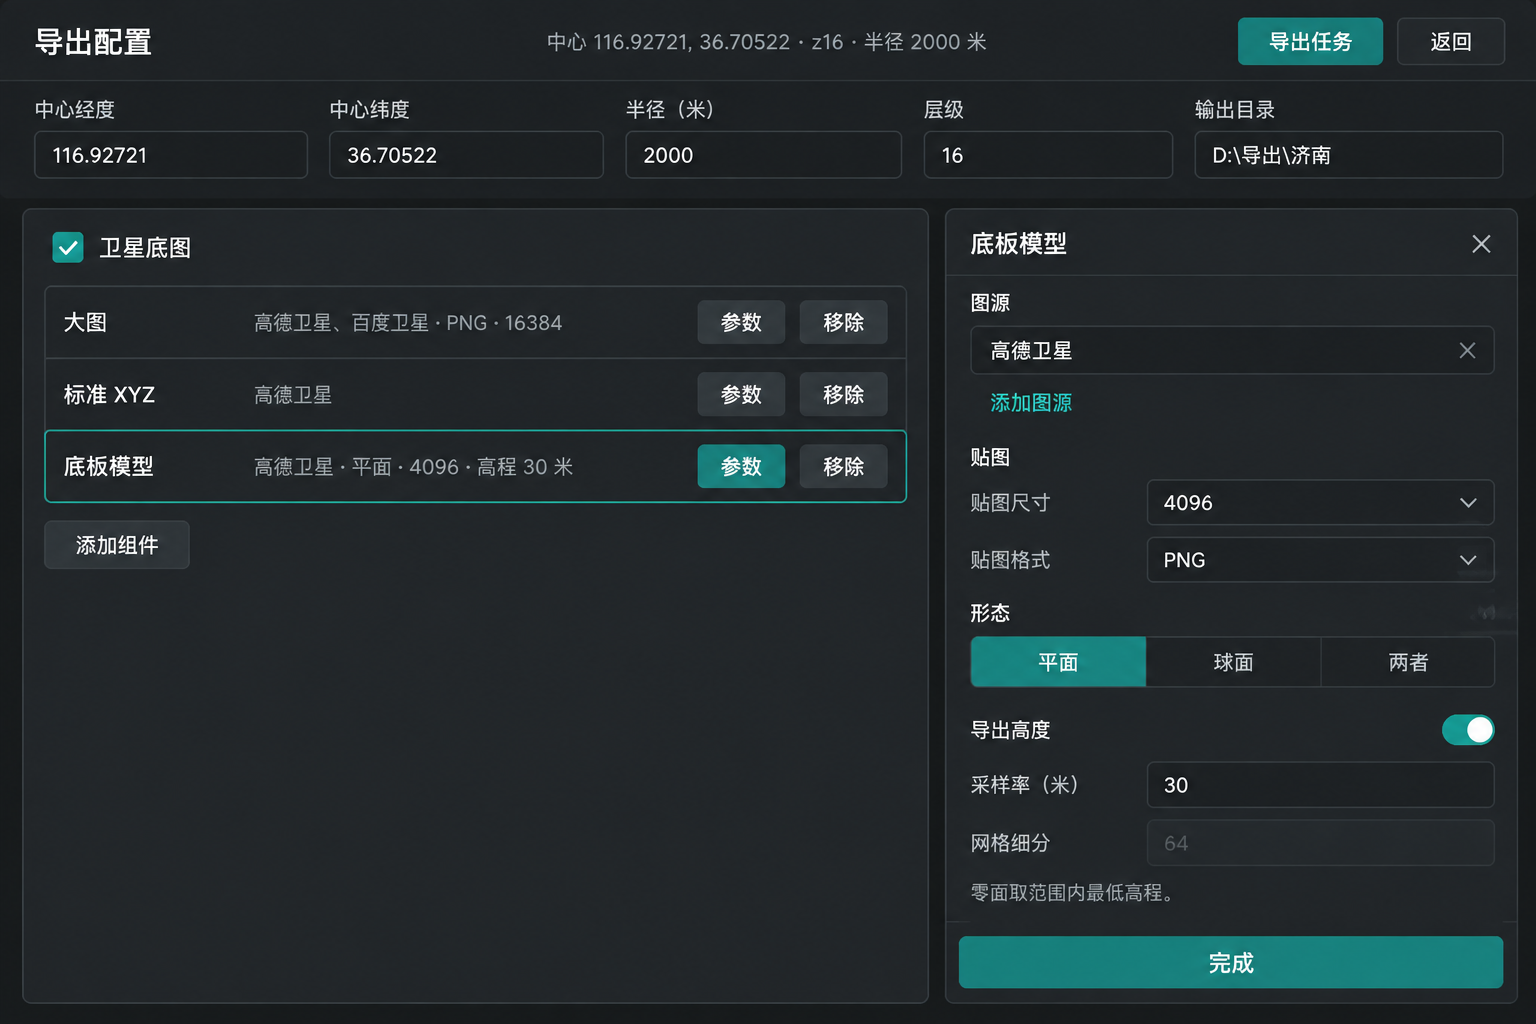 导出配置
中心 116.92721, 36.70522 · z16 · 半径 2000 米
导出任务
返回
中心经度
中心纬度
半径（米）
层级
输出目录
116.92721
36.70522
2000
16
D:\导出\济南
卫星底图
大图
高德卫星、百度卫星 · PNG · 16384
参数
移除
标准 XYZ
高德卫星
参数
移除
底板模型
高德卫星 · 平面 · 4096 · 高程 30 米
参数
移除
添加组件
底板模型
图源
高德卫星
添加图源
贴图
贴图尺寸
4096
贴图格式
PNG
形态
平面
球面
两者
导出高度
采样率（米）
30
网格细分
64
零面取范围内最低高程。
完成